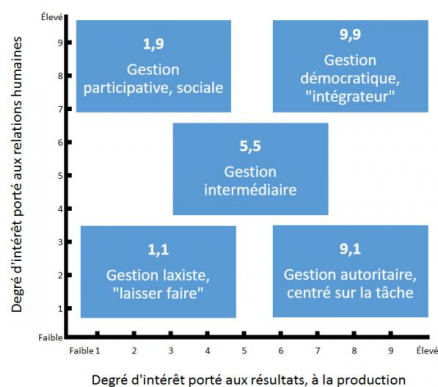 Élevé
9
8
7
6
5
4
3
2
1
Faible
Degré d'intérêt porté aux relations humaines
1,9
Gestion
participative, sociale
9,9
Gestion
démocratique,
"intégrateur"
5,5
Gestion
intermédiaire
1,1
Gestion laxiste,
"laisser faire"
9,1
Gestion autoritaire,
centré sur la tâche
Faible 1 2 3 4 5 6 7 8 9 Élevé
Degré d'intérêt porté aux résultats, à la production